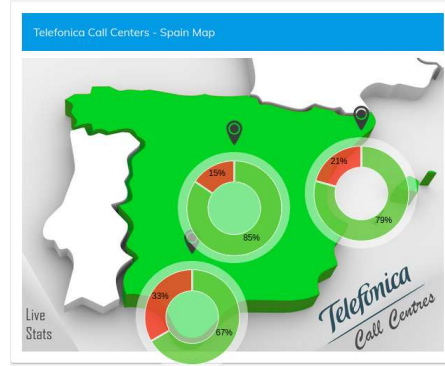 Telefonica Call Centers - Spain Map
15%
85%
21%
79%
33%
67%
Live
Stats
Telefonica
Call Centres